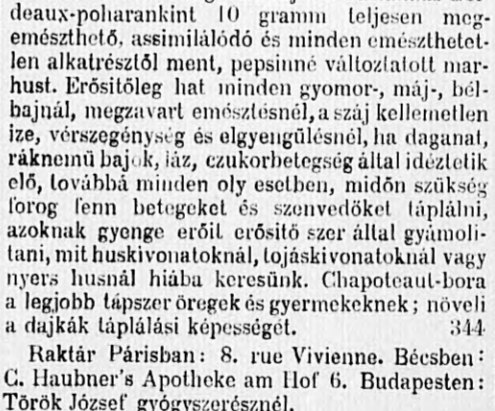 deaux-poharankint 10 gramm teljesen meg-
emészthető, assimilálódó és minden emészthetet-
len alkatrésztől ment, pepsinné változtatott mar-
hust. Erősitőleg hat minden gyomor-, máj-, bél-
bajnál, megzavart emésztésnél, a száj kellemetlen
ize, vérszegénység és elgyengülésnél, ha daganat,
ráknemű bajok, láz, czukorbetegség által idéztetik
elő, továbbá minden oly esetben, midőn szükség
forog fenn betegeket és szenvedőket táplálni,
azoknak gyenge erőit erősitő szer által gyámoli-
tani, mit huskivonatoknál, tojáskivonatoknál vagy
nyers husnál hiába keresünk. Chapoteaut-bora
a legjobb tápszer öregek és gyermekeknek; növeli
a dajkák táplálási képességét. 344
Raktár Párisban: 8. rue Vivienne. Bécsben:
C. Haubner's Apotheke am Hof 6. Budapesten:
Török József gyógyszerésznél.